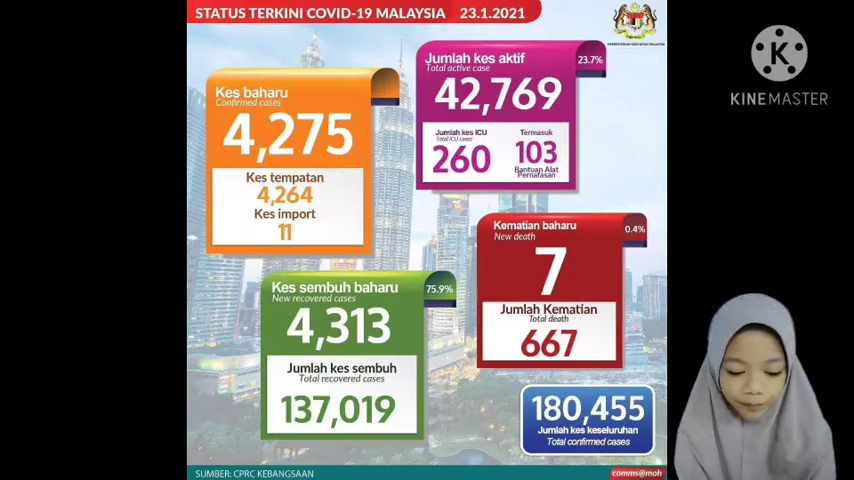 STATUS TERKINI COVID-19 MALAYSIA 23.1.2021
KEMENTERIAN KESIHATAN MALAYSIA
K
KINEMASTER
Kes baharu
Confirmed cases
4,275
Kes tempatan
4,264
Kes import
11
Jumlah kes aktif
Total active case
23.7%
42,769
Jumlah kes ICU
Total ICU cases
260
Termasuk
103
Bantuan Alat
Pernafasan
Kematian baharu
New death
0.4%
7
Jumlah Kematian
Total death
667
Kes sembuh baharu
New recovered cases
75.9%
4,313
Jumlah kes sembuh
Total recovered cases
137,019
180,455
Jumlah kes keseluruhan
Total confirmed cases
SUMBER: CPRC KEBANGSAAN
comms@moh